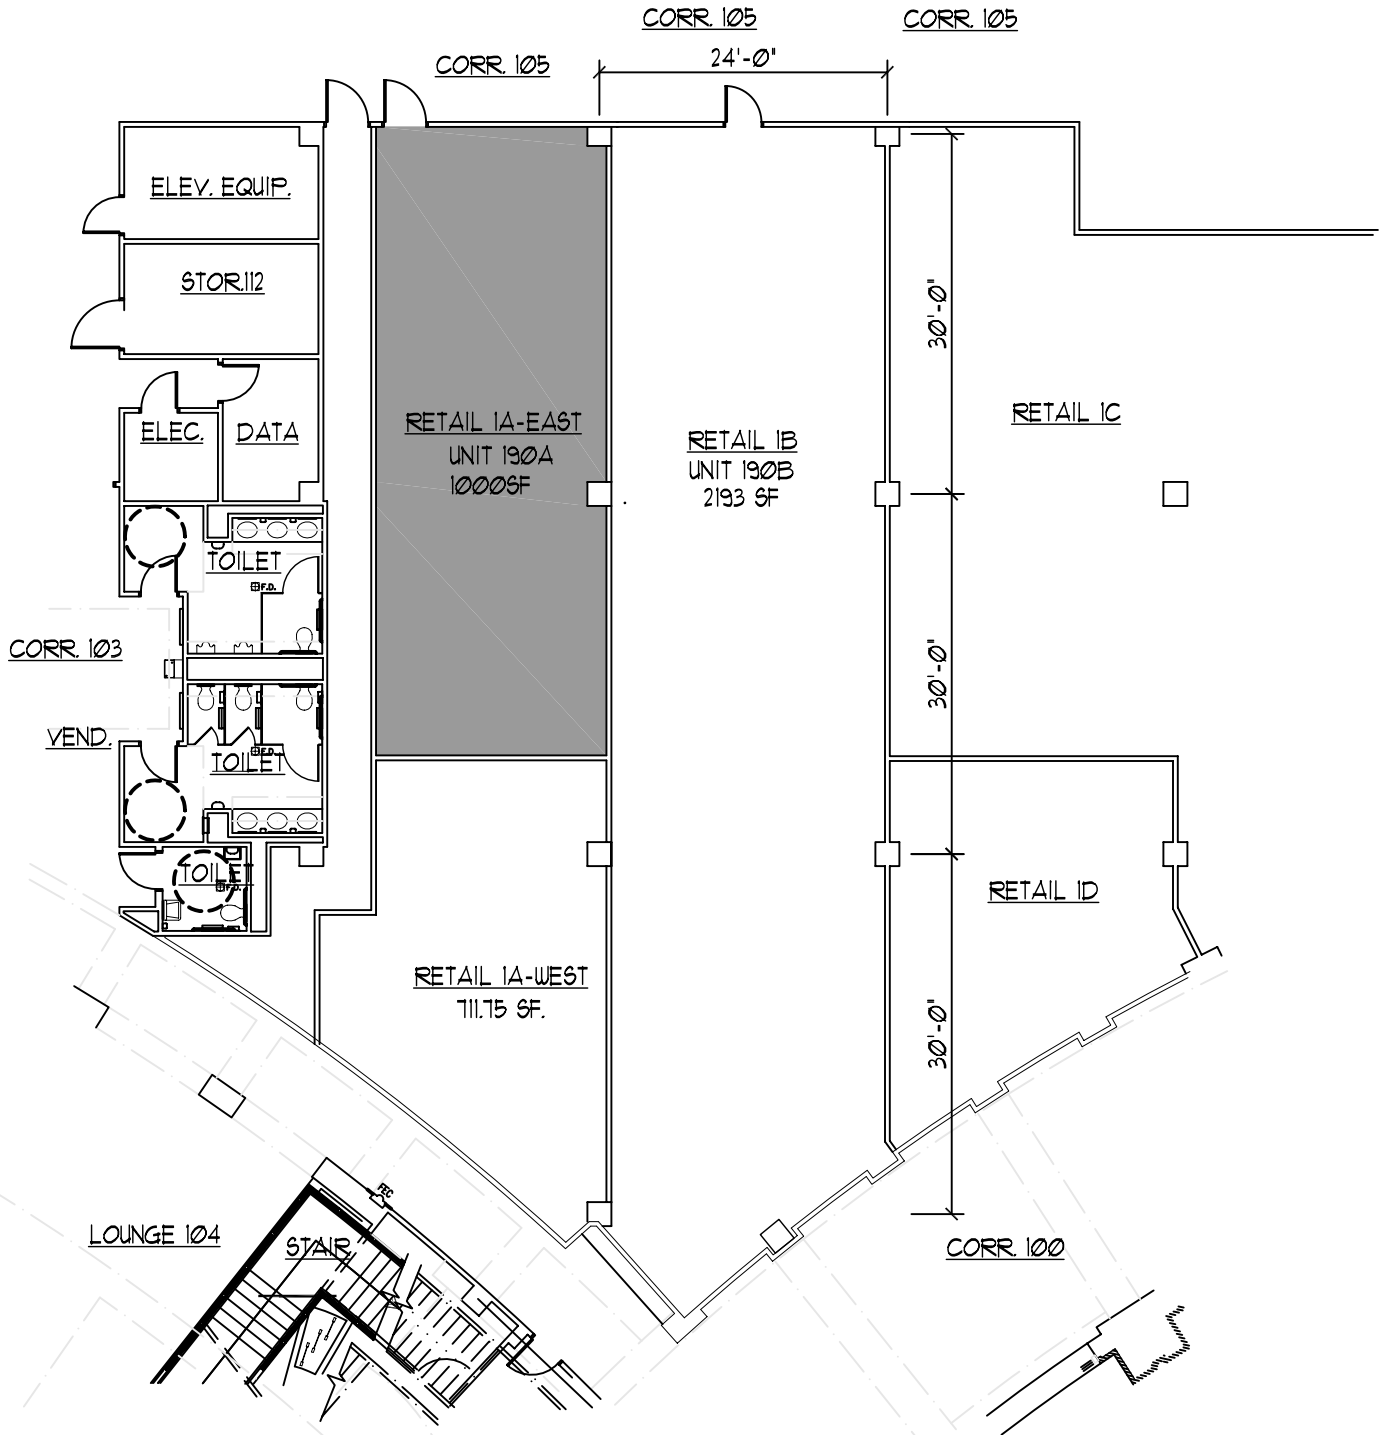 CORR. 105
CORR. 105
CORR. 105
24'-0"
ELEV. EQUIP.
STOR.112
30'-0"
RETAIL 1A-EAST
UNIT 190A
1000SF
RETAIL 1B
UNIT 190B
2193 SF
RETAIL 1C
ELEC.
DATA
TOILET
F.D.
CORR. 103
30'-0"
VEND.
F.D.
TOILET
TOILET
F.D.
RETAIL 1D
RETAIL 1A-WEST
711.75 SF.
30'-0"
FEC
LOUNGE 104
STAIR
CORR. 100